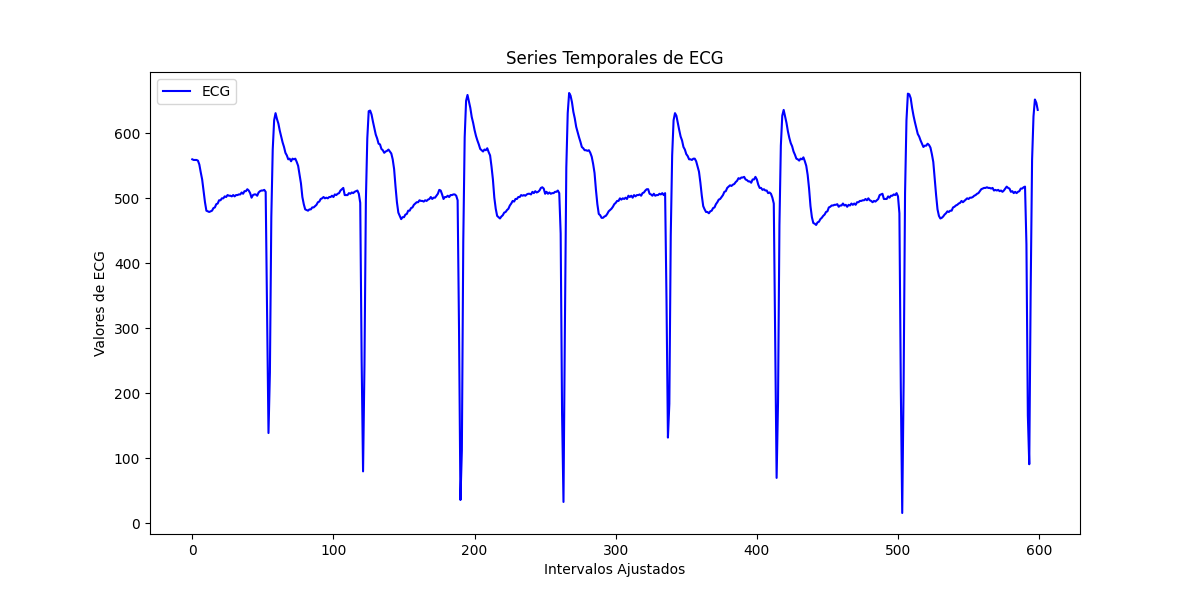 Series Temporales de ECG
ECG
Valores de ECG
600
500
400
300
200
100
0
0 100 200 300 400 500 600
Intervalos Ajustados